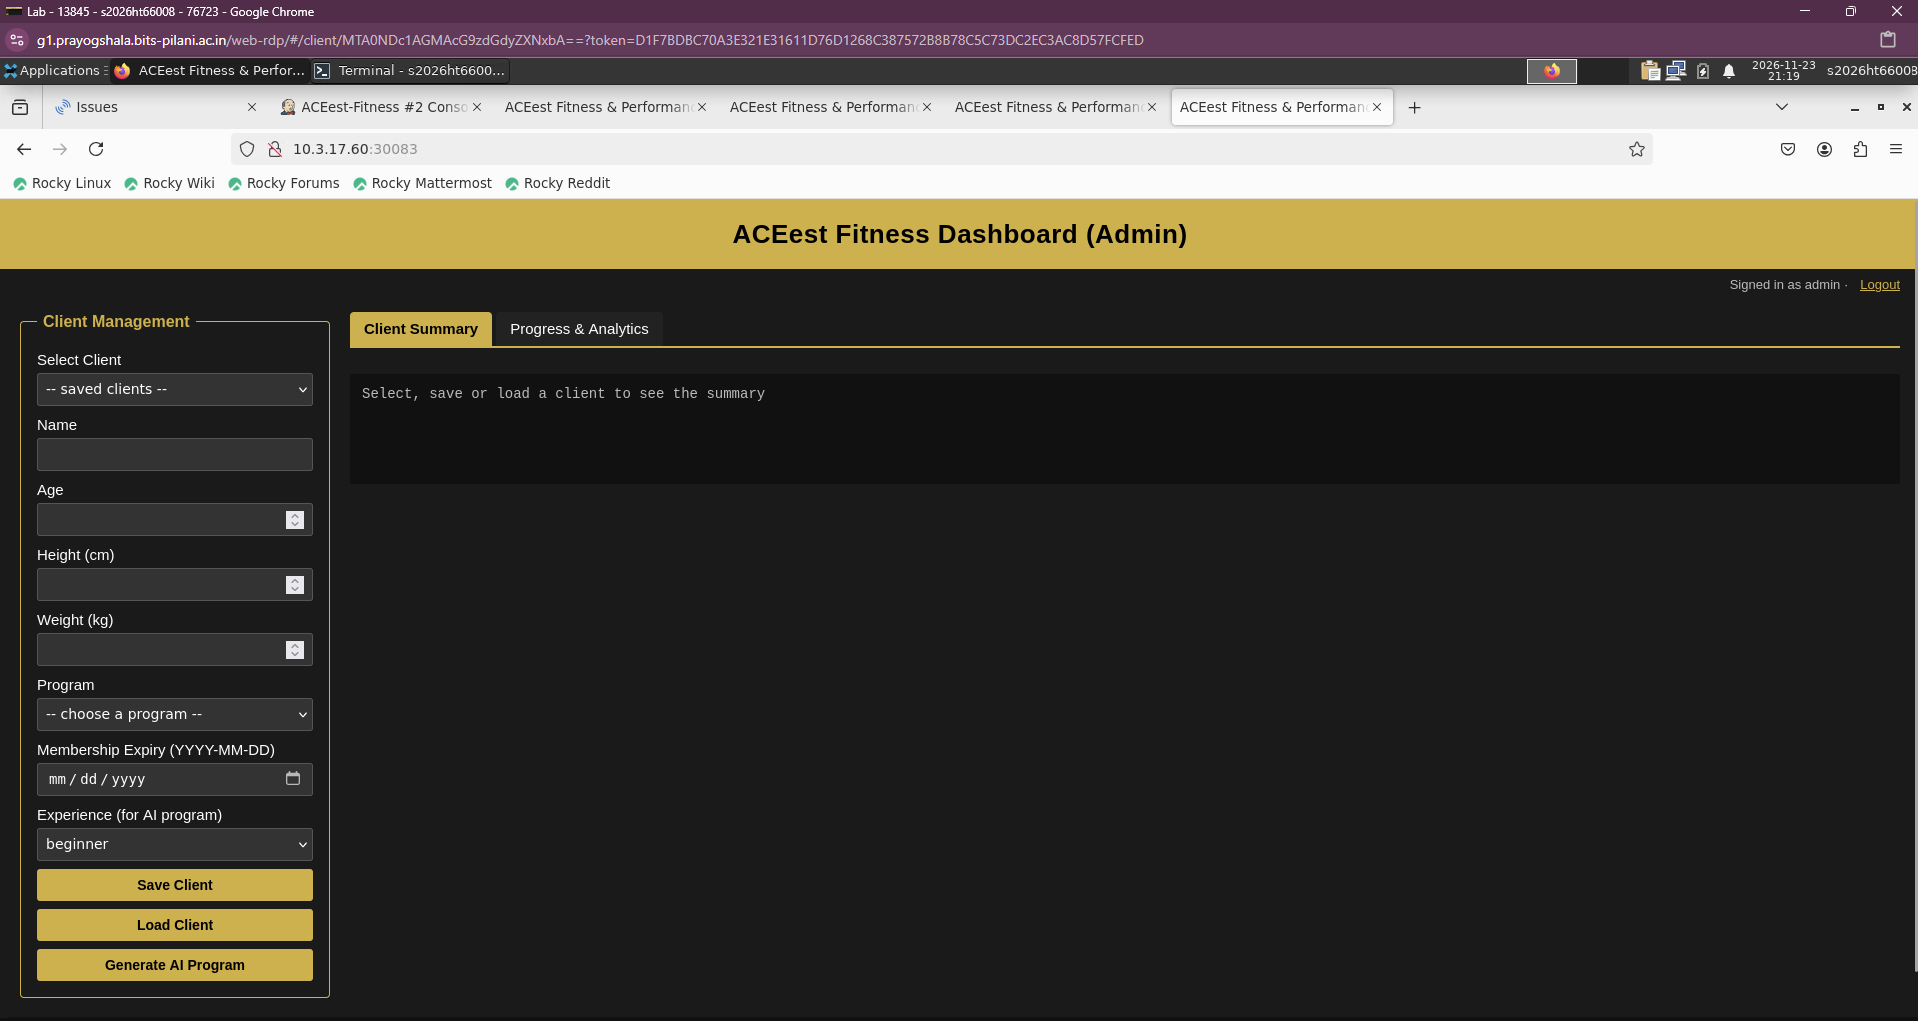 Lab - 13845 - s2026ht66008 - 76723 - Google Chrome
g1.prayogshala.bits-pilani.ac.in/web-rdp/#/client/MTA0NDc1AGMAcG9zdGdyZXNxbA==?token=D1F7BDBC70A3E321E31611D76D1268C387572B8B78C5C73DC2EC3AC8D57FCFED
Applications ACEest Fitness & Perfor... Terminal - s2026ht6600... 2026-11-23 21:19 s2026ht66008
Issues ACEest-Fitness #2 Conso ACEest Fitness & Performanc ACEest Fitness & Performanc ACEest Fitness & Performanc ACEest Fitness & Performanc
10.3.17.60:30083
Rocky Linux Rocky Wiki Rocky Forums Rocky Mattermost Rocky Reddit
ACEest Fitness Dashboard (Admin)
Signed in as admin · Logout
Client Management
Client Summary Progress & Analytics
Select Client
-- saved clients --
Select, save or load a client to see the summary
Name
Age
Height (cm)
Weight (kg)
Program
-- choose a program --
Membership Expiry (YYYY-MM-DD)
mm / dd / yyyy
Experience (for AI program)
beginner
Save Client
Load Client
Generate AI Program